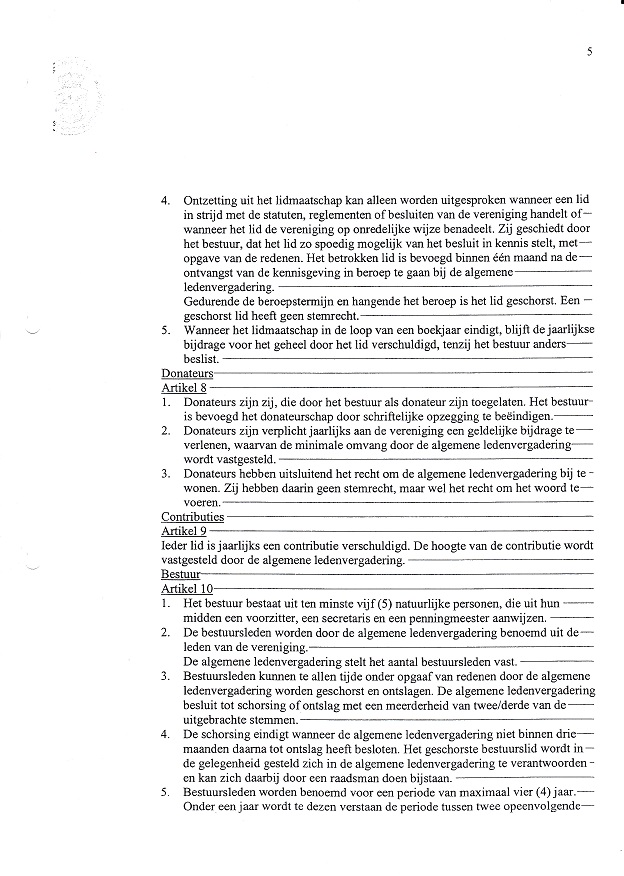 5
4. Ontzetting uit het lidmaatschap kan alleen worden uitgesproken wanneer een lid
in strijd met de statuten, reglementen of besluiten van de vereniging handelt of
wanneer het lid de vereniging op onredelijke wijze benadeelt. Zij geschiedt door
het bestuur, dat het lid zo spoedig mogelijk van het besluit in kennis stelt, met
opgave van de redenen. Het betrokken lid is bevoegd binnen één maand na de
ontvangst van de kennisgeving in beroep te gaan bij de algemene
ledenvergadering.
Gedurende de beroepstermijn en hangende het beroep is het lid geschorst. Een
geschorst lid heeft geen stemrecht.
5. Wanneer het lidmaatschap in de loop van een boekjaar eindigt, blijft de jaarlijkse
bijdrage voor het geheel door het lid verschuldigd, tenzij het bestuur anders
beslist.
Donateurs
Artikel 8
1. Donateurs zijn zij, die door het bestuur als donateur zijn toegelaten. Het bestuur
is bevoegd het donateurschap door schriftelijke opzegging te beëindigen.
2. Donateurs zijn verplicht jaarlijks aan de vereniging een geldelijke bijdrage te
verlenen, waarvan de minimale omvang door de algemene ledenvergadering
wordt vastgesteld.
3. Donateurs hebben uitsluitend het recht om de algemene ledenvergadering bij te
wonen. Zij hebben daarin geen stemrecht, maar wel het recht om het woord te
voeren.
Contributies
Artikel 9
Ieder lid is jaarlijks een contributie verschuldigd. De hoogte van de contributie wordt
vastgesteld door de algemene ledenvergadering.
Bestuur
Artikel 10
1. Het bestuur bestaat uit ten minste vijf (5) natuurlijke personen, die uit hun
midden een voorzitter, een secretaris en een penningmeester aanwijzen.
2. De bestuursleden worden door de algemene ledenvergadering benoemd uit de
leden van de vereniging.
De algemene ledenvergadering stelt het aantal bestuursleden vast.
3. Bestuursleden kunnen te allen tijde onder opgaaf van redenen door de algemene
ledenvergadering worden geschorst en ontslagen. De algemene ledenvergadering
besluit tot schorsing of ontslag met een meerderheid van twee/derde van de
uitgebrachte stemmen.
4. De schorsing eindigt wanneer de algemene ledenvergadering niet binnen drie
maanden daarna tot ontslag heeft besloten. Het geschorste bestuurslid wordt in
de gelegenheid gesteld zich in de algemene ledenvergadering te verantwoorden
en kan zich daarbij door een raadsman doen bijstaan.
5. Bestuursleden worden benoemd voor een periode van maximaal vier (4) jaar.
Onder een jaar wordt te dezen verstaan de periode tussen twee opeenvolgende